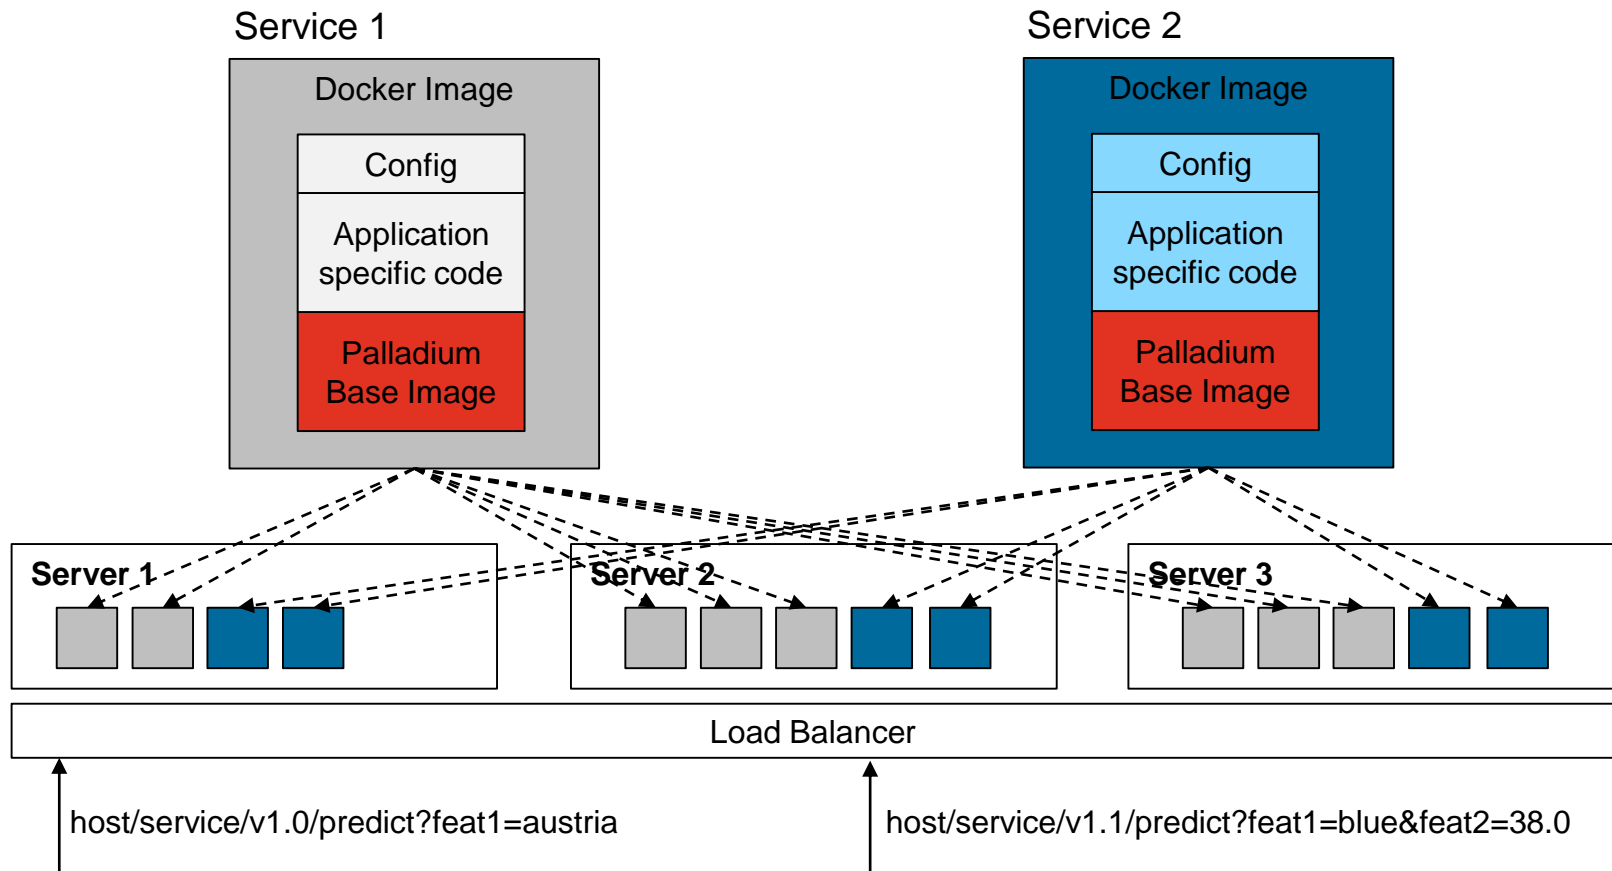 Service 1
Service 2
Docker Image
Config
Application
specific code
Palladium
Base Image
Docker Image
Config
Application
specific code
Palladium
Base Image
Server 1
Server 2
Server 3
Load Balancer
host/service/v1.0/predict?feat1=austria
host/service/v1.1/predict?feat1=blue&feat2=38.0